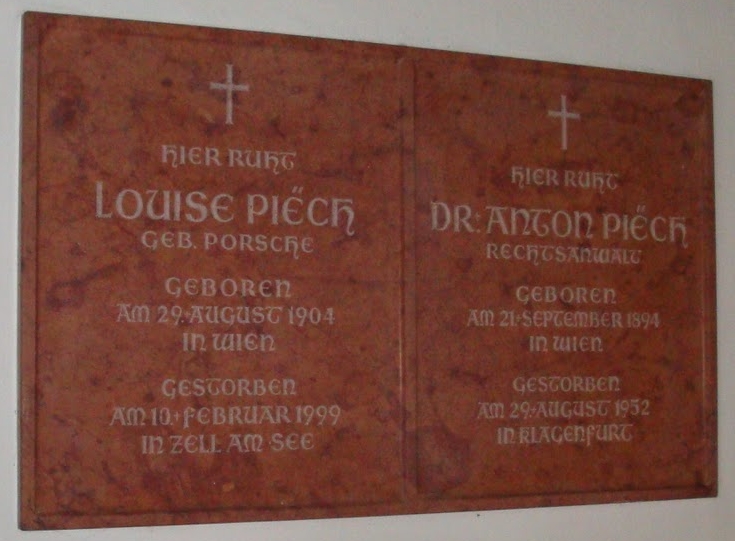 HIER RUHT
LOUISE PIËCH
GEB. PORSCHE
GEBOREN
AM 29. AUGUST 1904
IN WIEN
GESTORBEN
AM 10. FEBRUAR 1999
IN ZELL AM SEE
HIER RUHT
DR. ANTON PIËCH
RECHTSANWALT
GEBOREN
AM 21. SEPTEMBER 1894
IN WIEN
GESTORBEN
AM 29. AUGUST 1952
IN KLAGENFURT